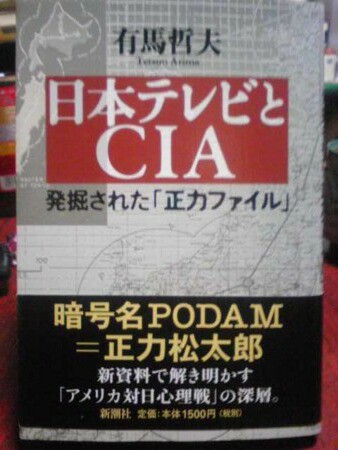 有馬哲夫
Tetsuo Arima
日本テレビと
CIA
発掘された「正力ファイル」
暗号名PODAM
=正力松太郎
新資料で解き明かす
「アメリカ対日心理戦」の深層。
新潮社 定価:本体1500円(税別)